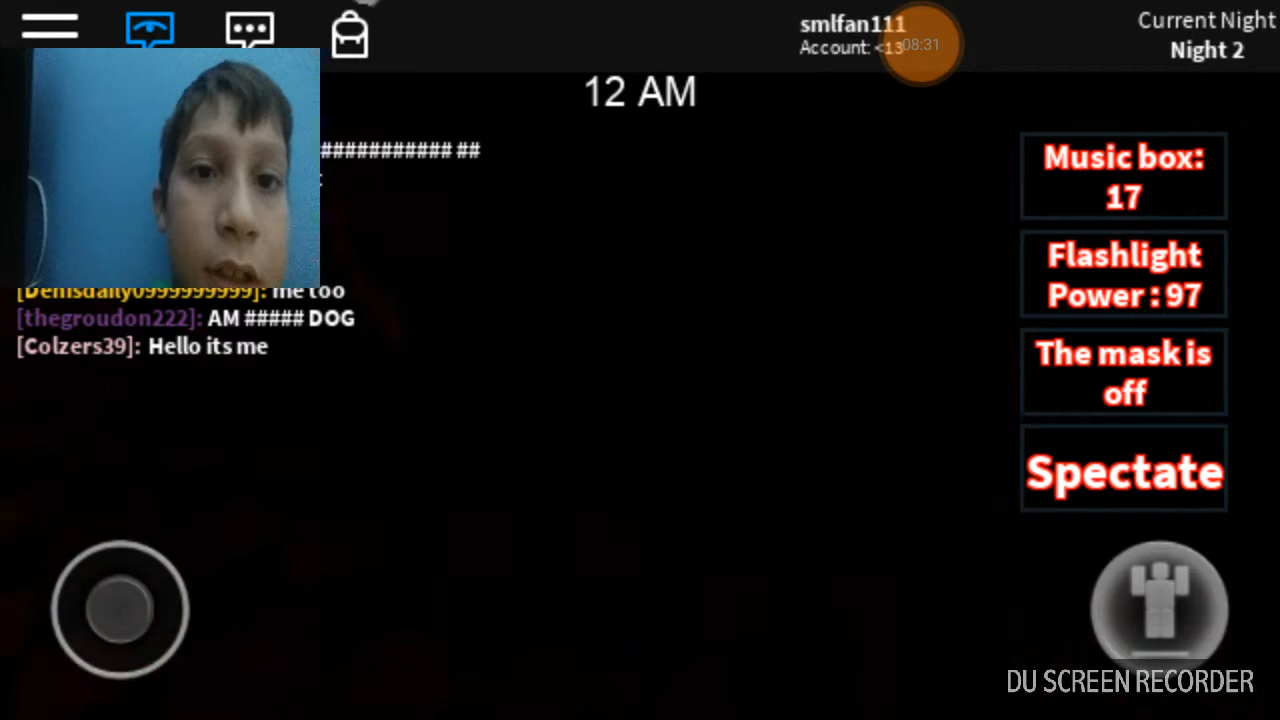 smlfan111
Account: <13
08:31
Current Night
Night 2
12 AM
########### ##
:
[Denisdaily0999999999]: me too
[thegroudon222]: AM ##### DOG
[Colzers39]: Hello its me
Music box:
17
Flashlight
Power : 97
The mask is
off
Spectate
DU SCREEN RECORDER